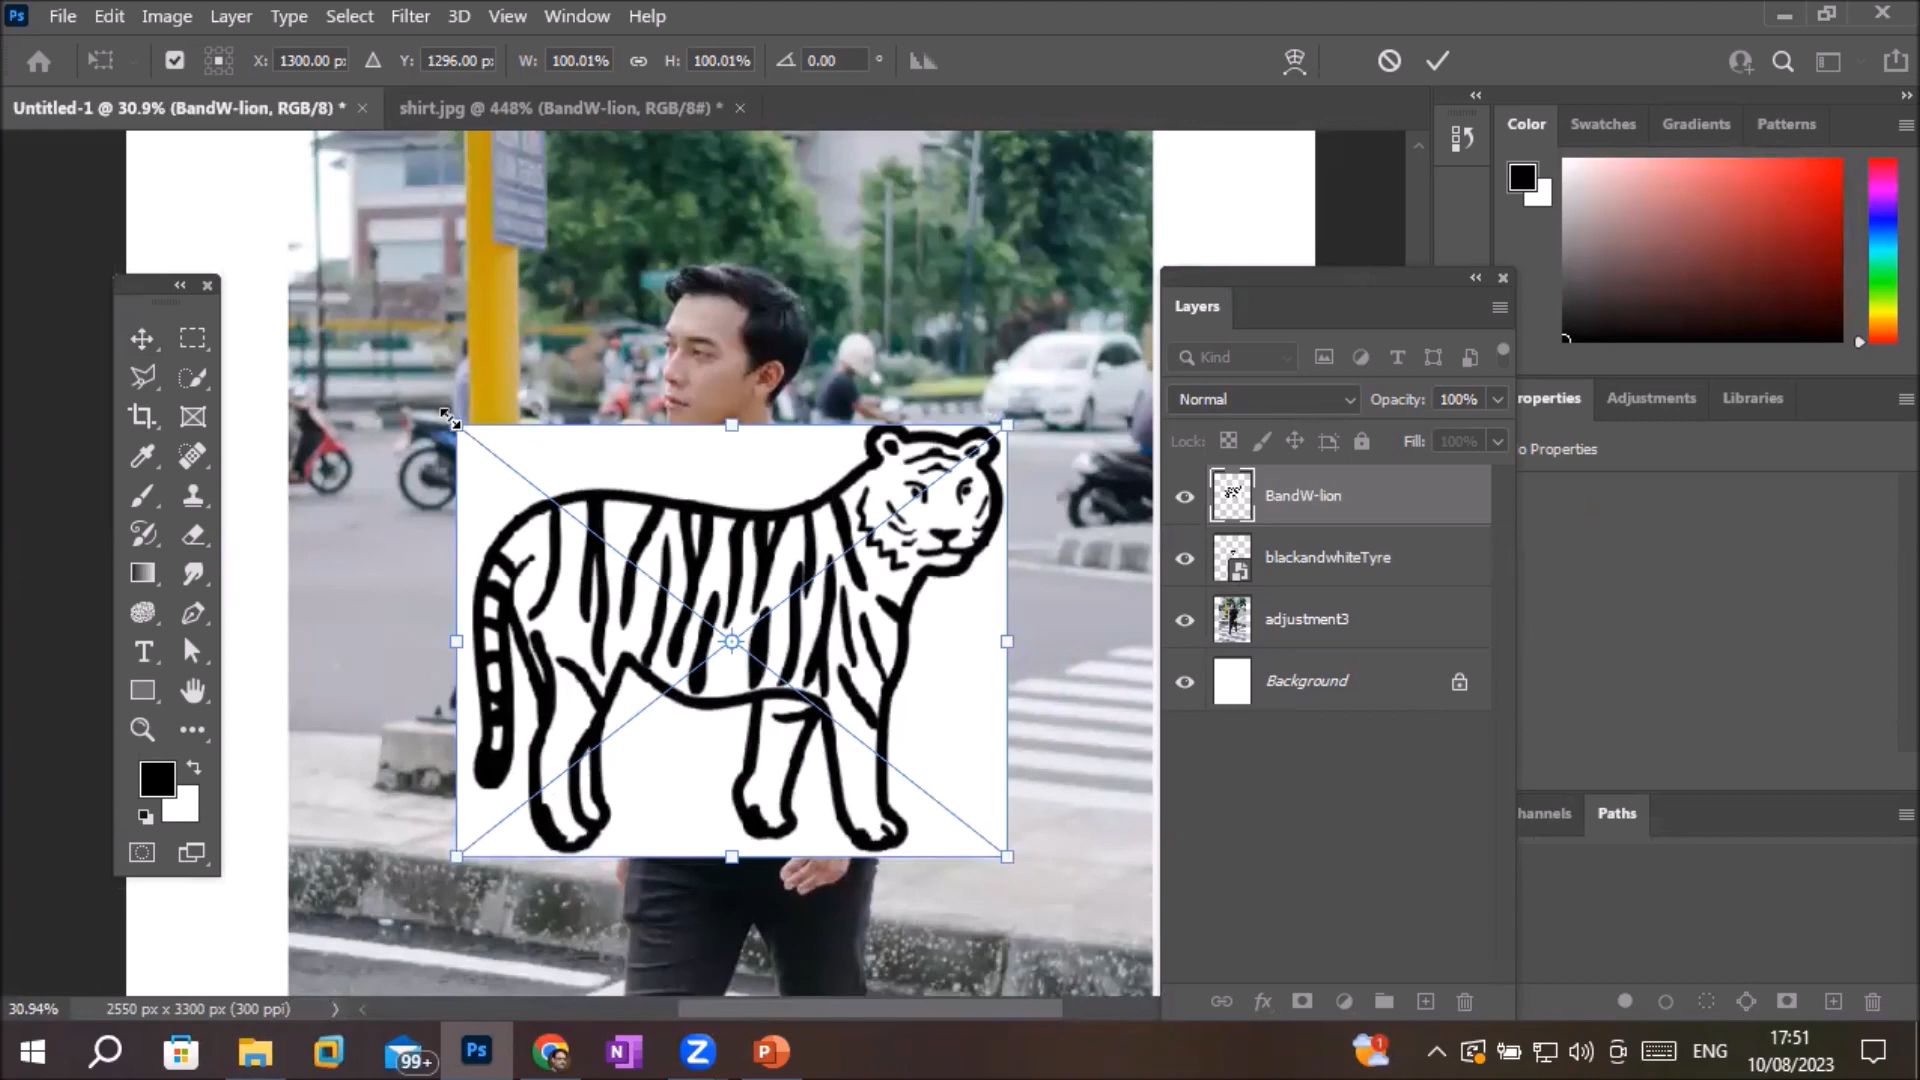 Ps File Edit Image Layer Type Select Filter 3D View Window Help
X: 1300.00 p: Y: 1296.00 p: W: 100.01% H: 100.01% 0.00 °
Untitled-1 @ 30.9% (BandW-lion, RGB/8) * × shirt.jpg @ 448% (BandW-lion, RGB/8#) * ×
Color Swatches Gradients Patterns
Layers
Kind
Normal Opacity: 100%
Lock: Fill: 100%
BandW-lion
blackandwhiteTyre
adjustment3
Background
roperties Adjustments Libraries
o Properties
hannels Paths
30.94% 2550 px x 3300 px (300 ppi)
99+ Ps N Z P 1 ENG 17:51
10/08/2023